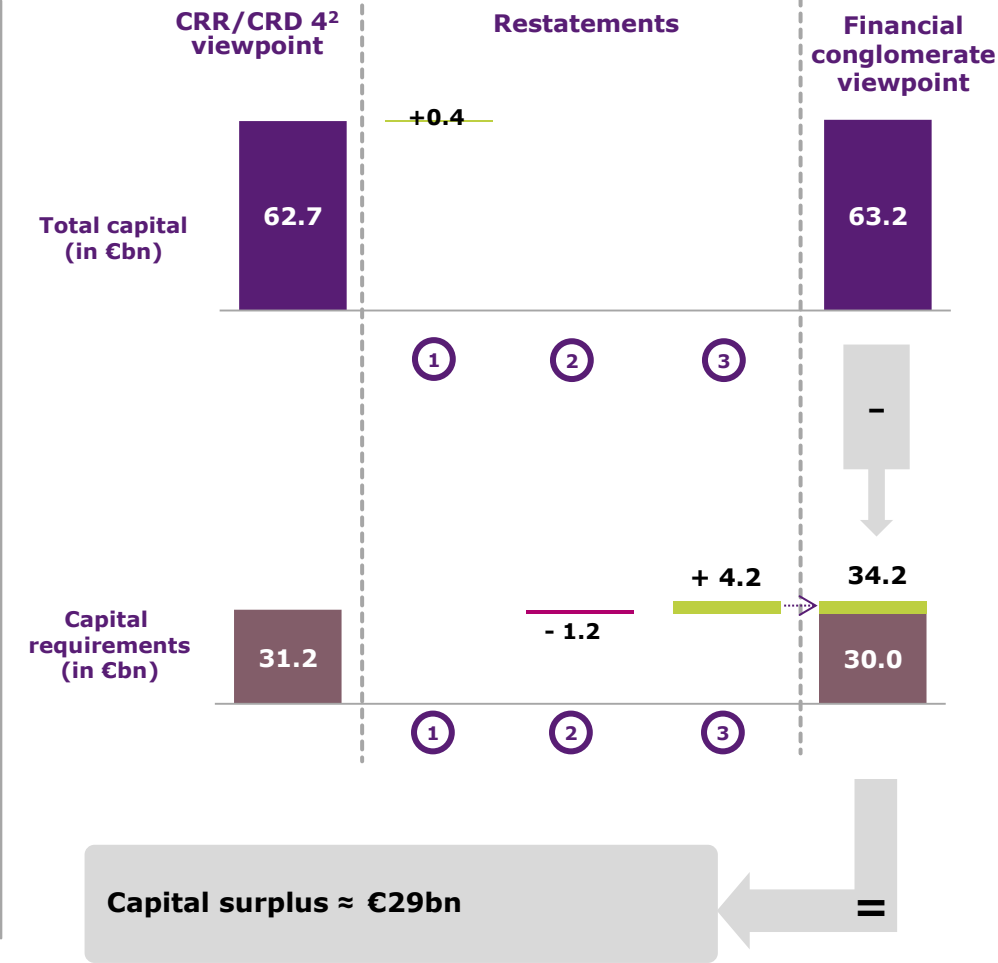 CRR/CRD 4²
viewpoint
Restatements
Financial
conglomerate
viewpoint
+0.4
Total capital
(in €bn)
62.7
63.2
1
2
3
–
+ 4.2
34.2
- 1.2
Capital
requirements
(in €bn)
31.2
30.0
1
2
3
Capital surplus ≈ €29bn
=